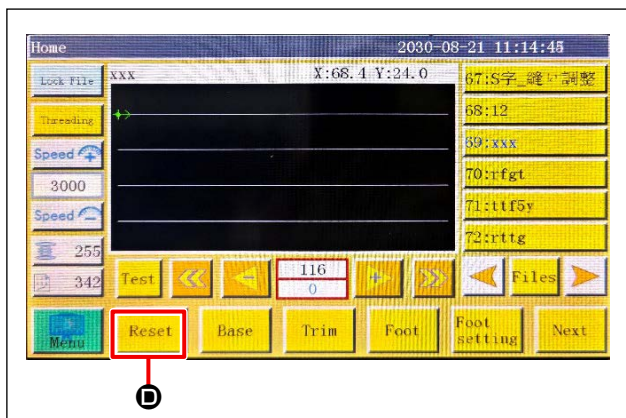 Home 2030-08-21 11:14:45
Lock File
xxx X:68.4 Y:24.0
67:S字_縫い調整
Threading
68:12
Speed
69:xxx
3000
70:rfgt
Speed
71:ttf5y
255
72:rttg
342
Test
116
0
Files
Menu
Reset
Base
Trim
Foot
Foot setting
Next
D